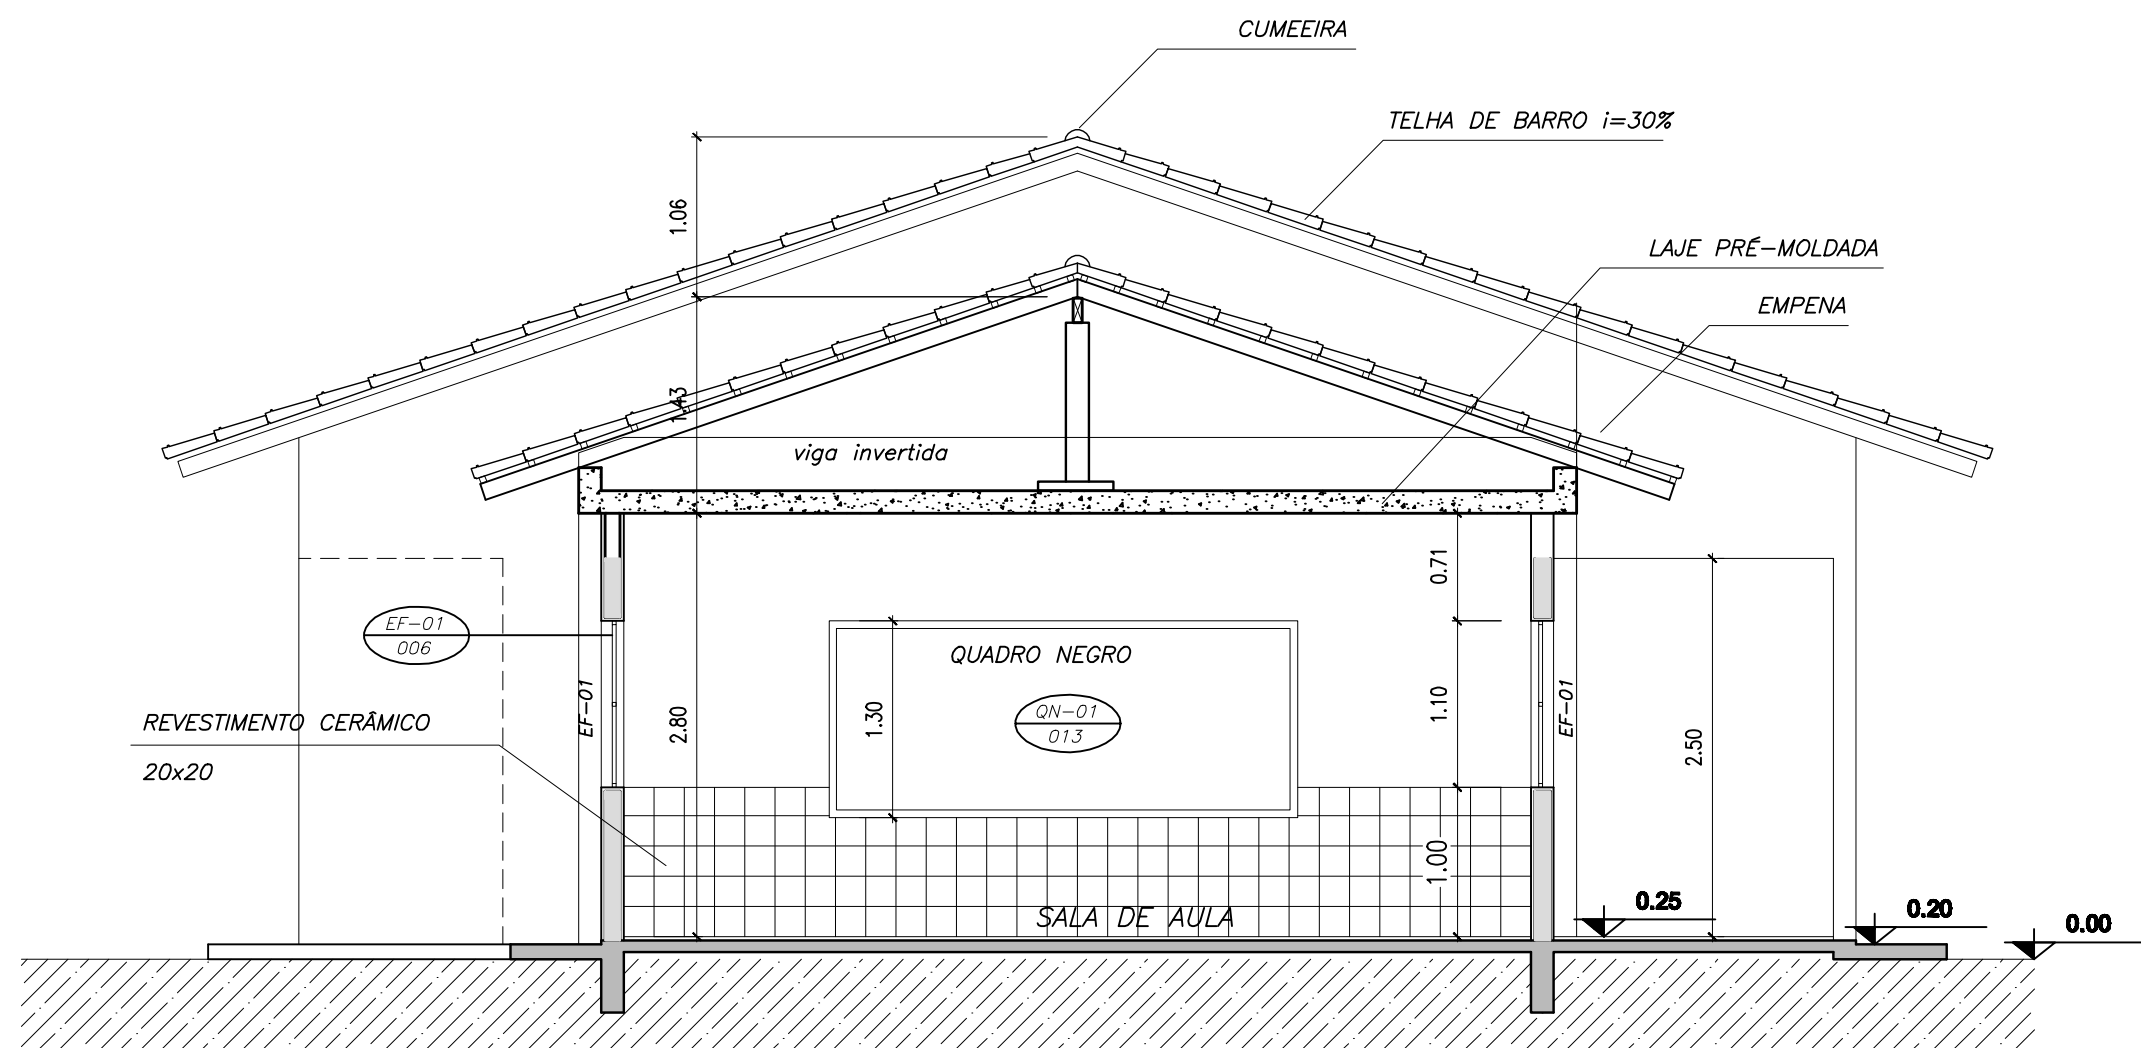 CUMEEIRA
TELHA DE BARRO i=30%
1.06
LAJE PRÉ-MOLDADA
EMPENA
1.43
viga invertida
0.71
EF-01
006
QUADRO NEGRO
EF-01
REVESTIMENTO CERÂMICO
20x20
2.80
1.30
QN-01
013
1.10
EF-01
2.50
1.00
SALA DE AULA
0.25
0.20
0.00